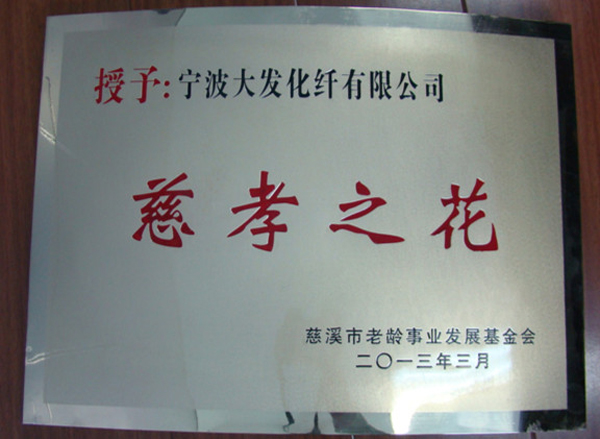 授予:宁波大发化纤有限公司
慈孝之花
慈溪市老龄事业发展基金会
二〇一三年三月